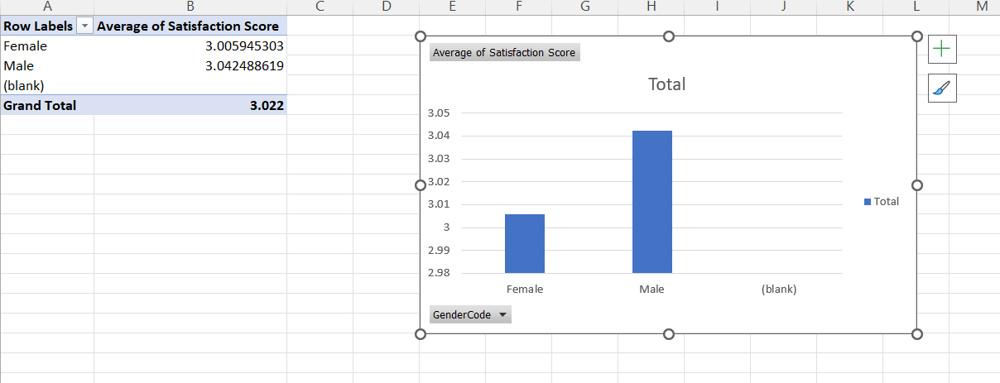 A B C D E F G H I J K L M
Row Labels Average of Satisfaction Score
Female 3.005945303
Male 3.042488619
(blank)
Grand Total 3.022
Average of Satisfaction Score
Total
3.05
3.04
3.03
3.02
3.01
3
2.99
2.98
Female Male (blank)
Total
GenderCode